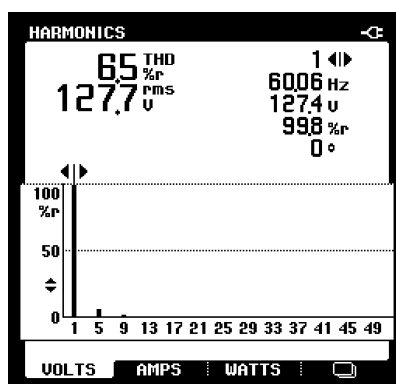 HARMONICS
6.5 THD %r
127.7 rms V
1
60.06 Hz
127.4 V
99.8 %r
0 °
100
%r
50
0
1 5 9 13 17 21 25 29 33 37 41 45 49
VOLTS AMPS WATTS